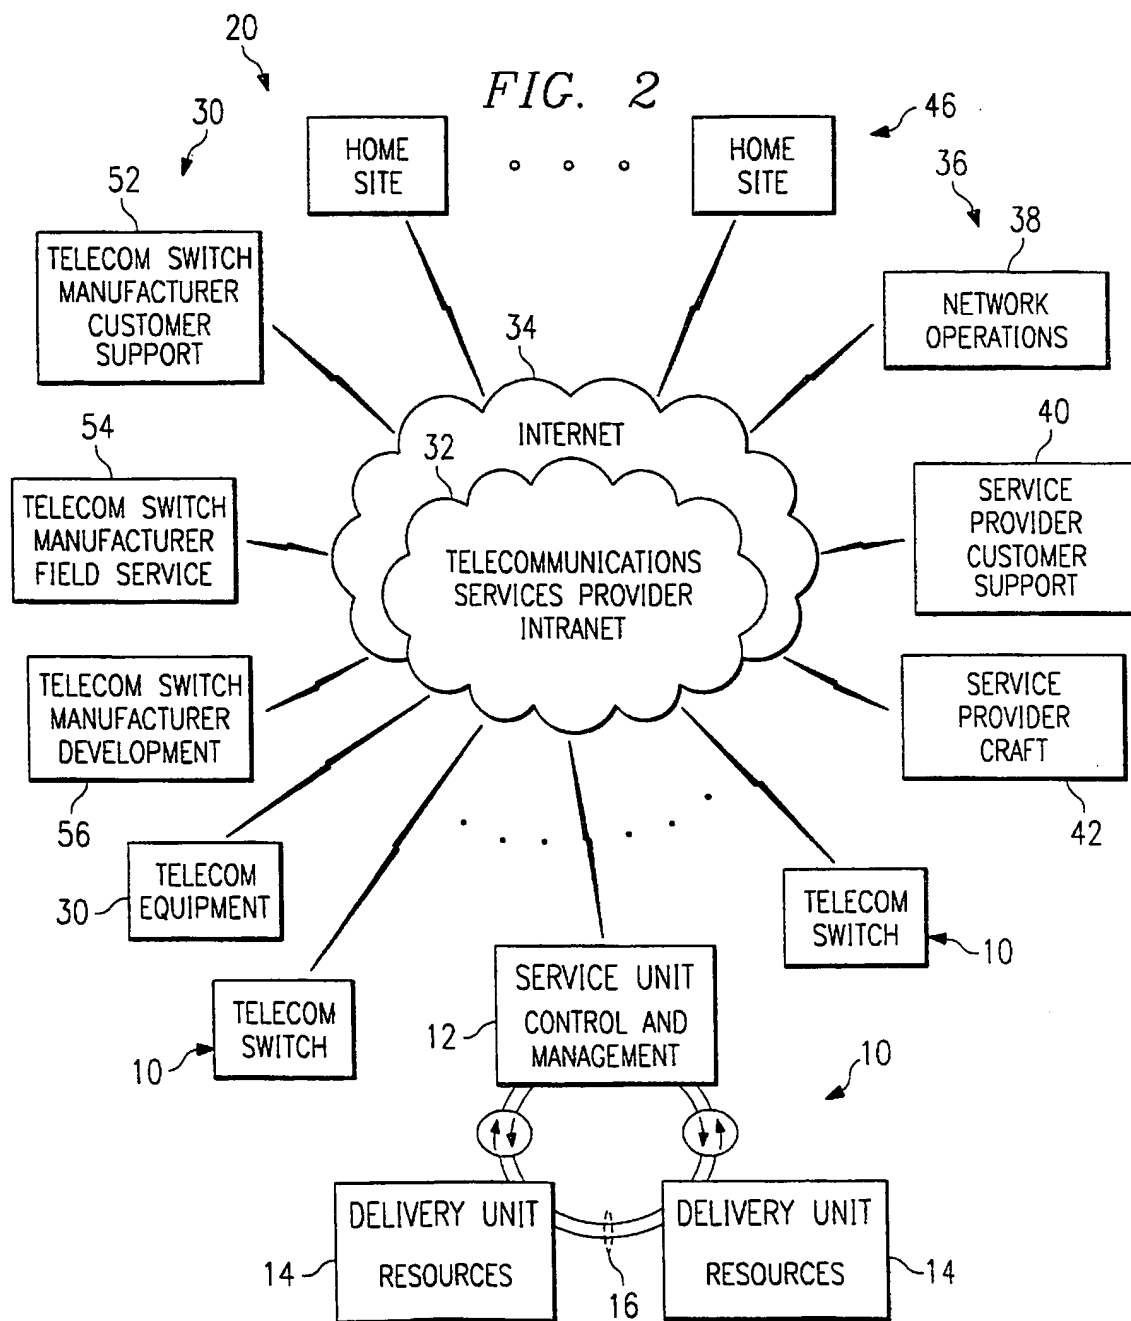 20
FIG. 2
30
46
HOME
SITE
HOME
SITE
36
52
38
TELECOM SWITCH
MANUFACTURER
CUSTOMER
SUPPORT
NETWORK
OPERATIONS
34
INTERNET
54
32
40
TELECOM SWITCH
MANUFACTURER
FIELD SERVICE
TELECOMMUNICATIONS
SERVICES PROVIDER
INTRANET
SERVICE
PROVIDER
CUSTOMER
SUPPORT
TELECOM SWITCH
MANUFACTURER
DEVELOPMENT
SERVICE
PROVIDER
CRAFT
56
42
TELECOM
EQUIPMENT
30
TELECOM
SWITCH
10
SERVICE UNIT
CONTROL AND
MANAGEMENT
12
TELECOM
SWITCH
10
10
DELIVERY UNIT
RESOURCES
14
DELIVERY UNIT
RESOURCES
14
16